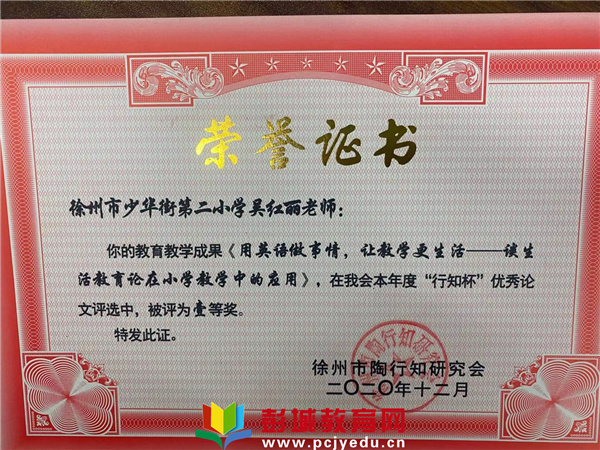 荣誉证书
徐州市少华街第二小学吴红丽老师：
你的教育教学成果《用英语做事情，让教学更生活——谈生
活教育论在小学教学中的应用》，在我会本年度“行知杯”优秀论
文评选中，被评为壹等奖。
特发此证。
徐州市陶行知研究会
二〇二〇年十二月
彭城教育网
www.pcjyedu.cn